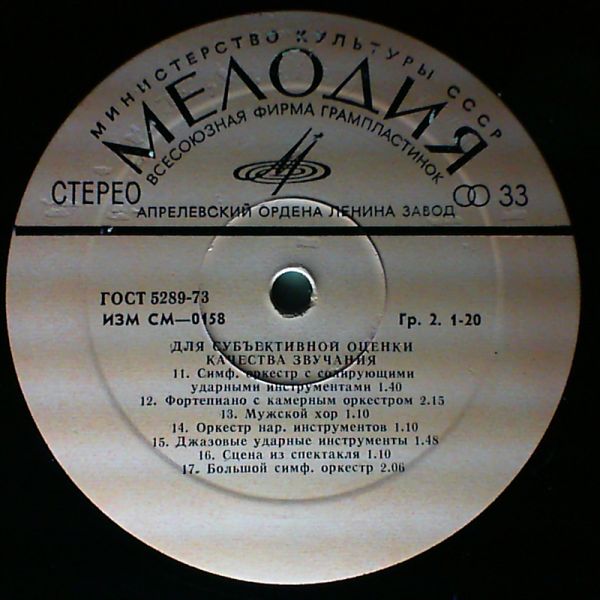 МИНИСТЕРСТВО КУЛЬТУРЫ СССР
МЕЛОДИЯ
ВСЕСОЮЗНАЯ ФИРМА ГРАМПЛАСТИНОК
СТЕРЕО 33
АПРЕЛЕВСКИЙ ОРДЕНА ЛЕНИНА ЗАВОД
ГОСТ 5289-73
ИЗМ СМ—0158 Гр. 2. 1-20
ДЛЯ СУБЪЕКТИВНОЙ ОЦЕНКИ
КАЧЕСТВА ЗВУЧАНИЯ
11. Симф. оркестр с солирующими
ударными инструментами 1.40
12. Фортепиано с камерным оркестром 2.15
13. Мужской хор 1.10
14. Оркестр нар. инструментов 1.10
15. Джазовые ударные инструменты 1.48
16. Сцена из спектакля 1.10
17. Большой симф. оркестр 2.06